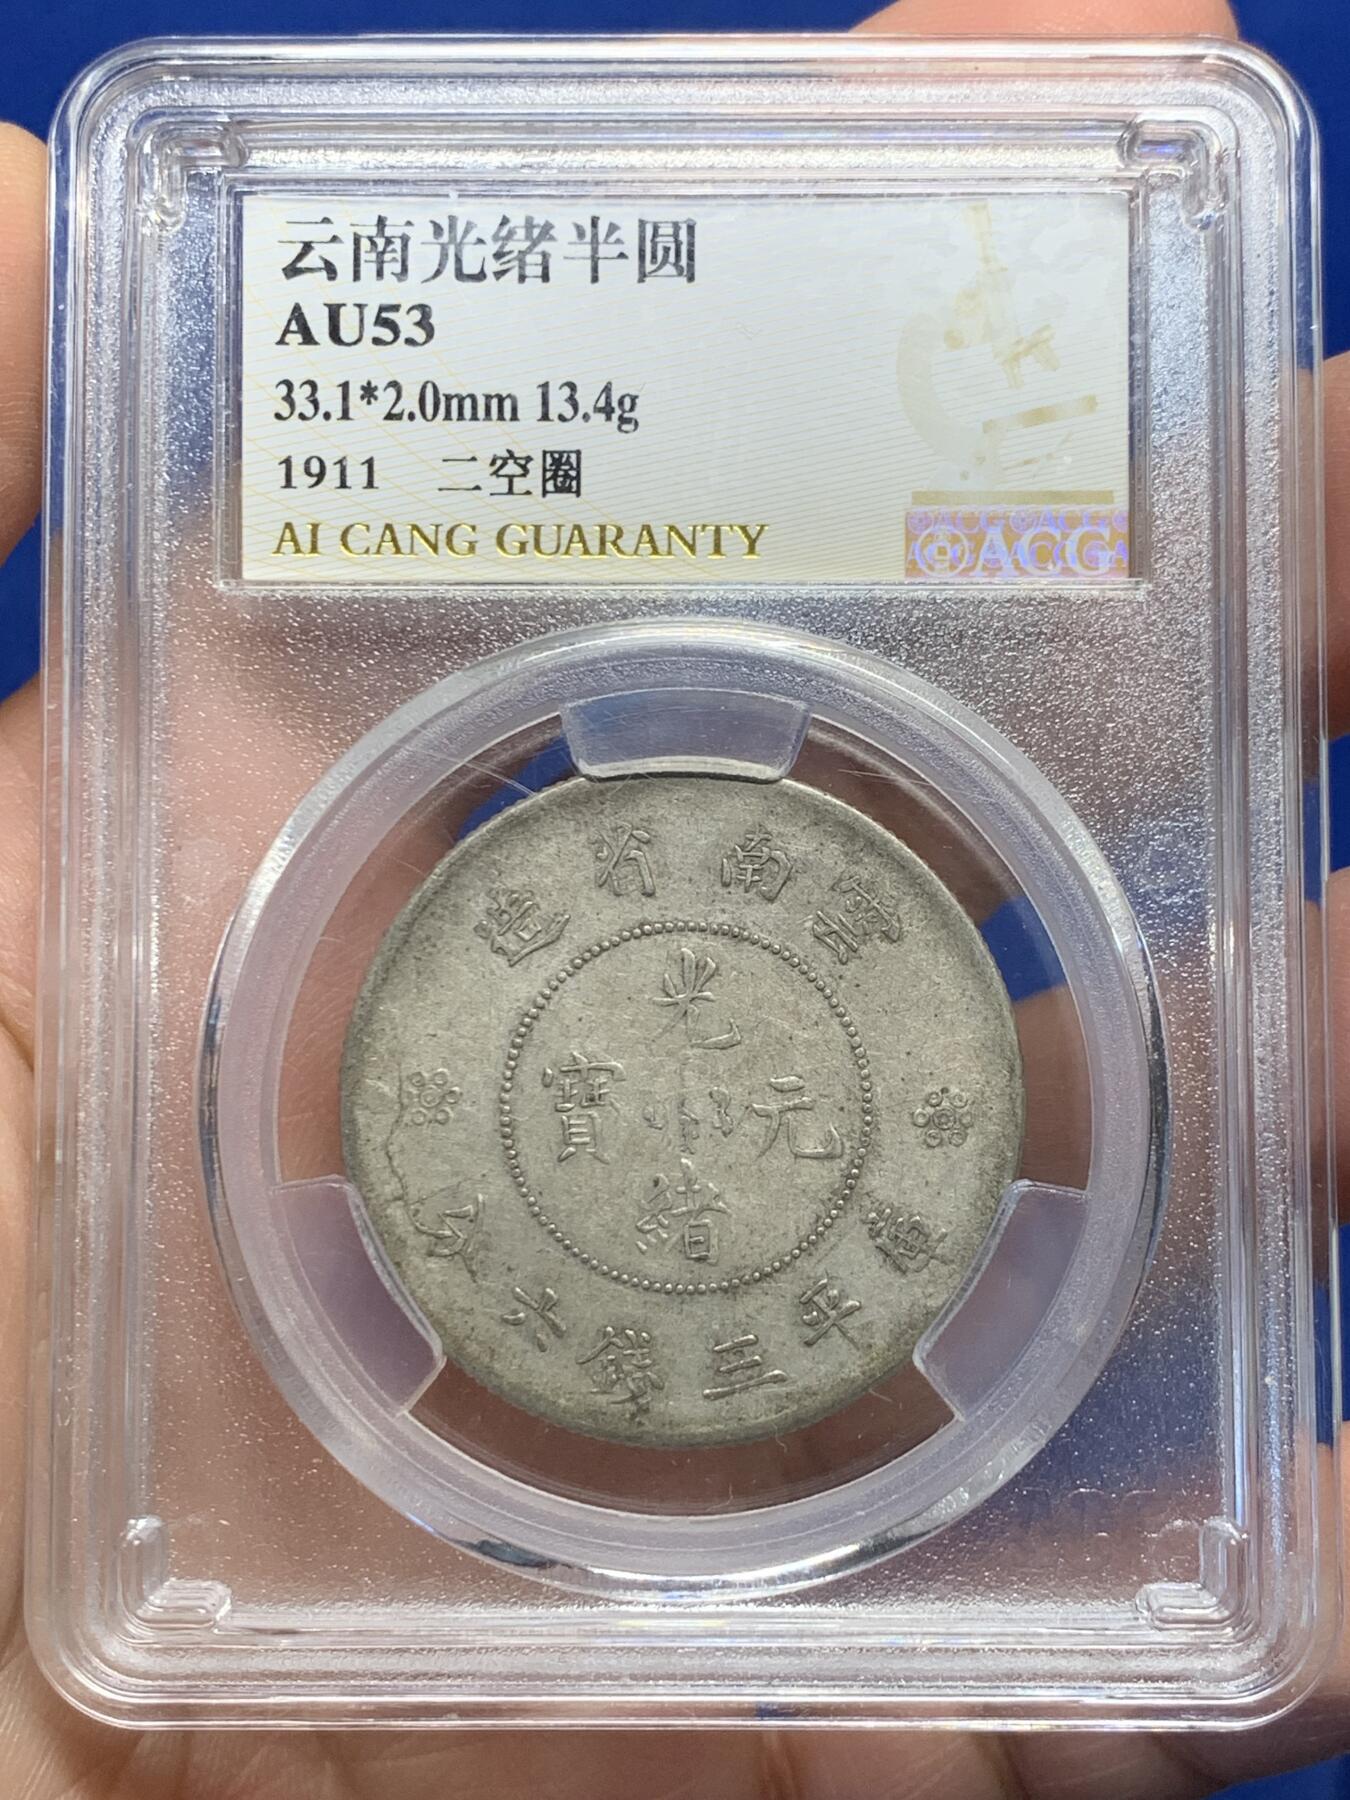 云南光绪半圆
AU53
33.1*2.0mm 13.4g
1911 二空圈
AI CANG GUARANTY
ACG
雲南省造
光緒元寶
庫平三錢六分